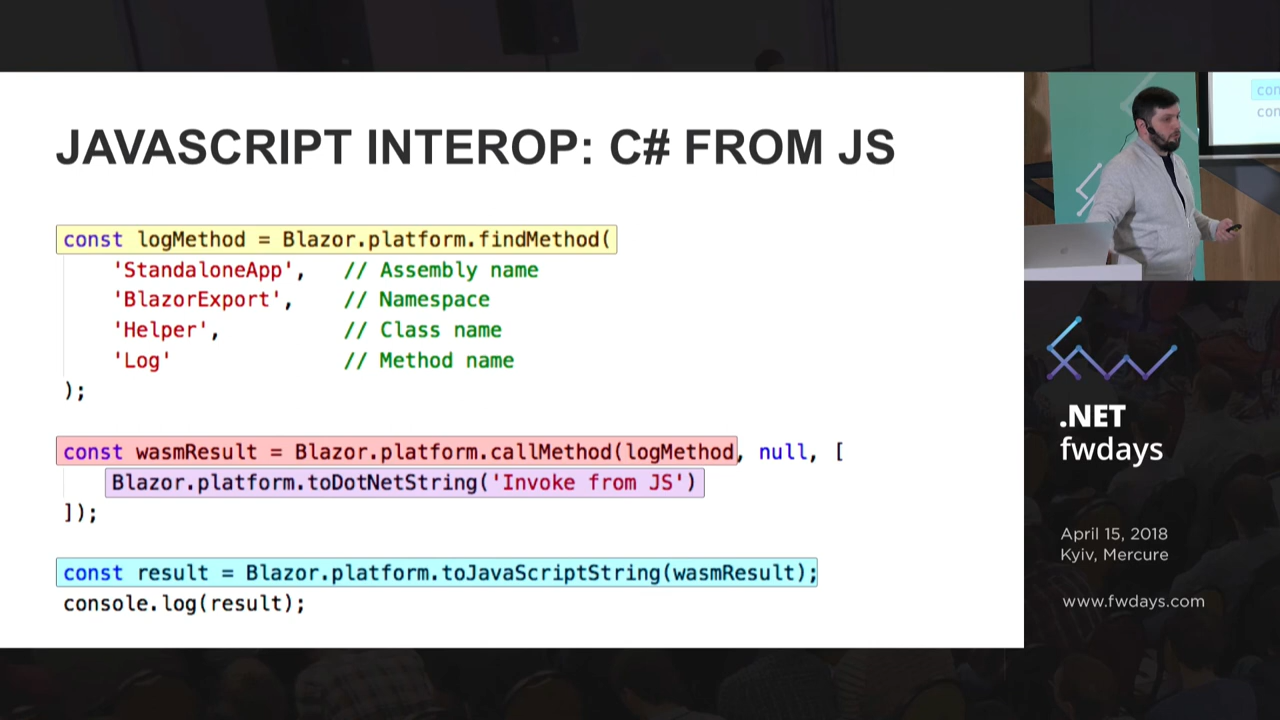 JAVASCRIPT INTEROP: C# FROM JS
const logMethod = Blazor.platform.findMethod(
'StandaloneApp', // Assembly name
'BlazorExport', // Namespace
'Helper', // Class name
'Log' // Method name
);
const wasmResult = Blazor.platform.callMethod(logMethod, null, [
Blazor.platform.toDotNetString('Invoke from JS')
]);
const result = Blazor.platform.toJavaScriptString(wasmResult);
console.log(result);
con
con
.NET
fwdays
April 15, 2018
Kyiv, Mercure
www.fwdays.com